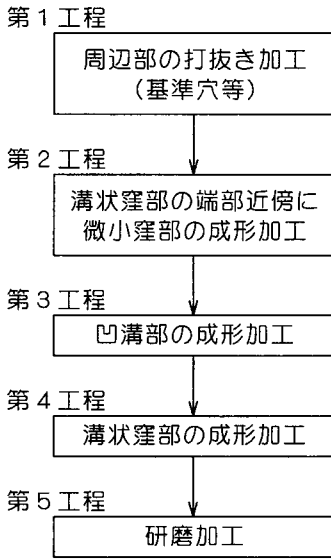 第1工程
周辺部の打抜き加工
(基準穴等)
第2工程
溝状窪部の端部近傍に
微小窪部の成形加工
第3工程
凹溝部の成形加工
第4工程
溝状窪部の成形加工
第5工程
研磨加工